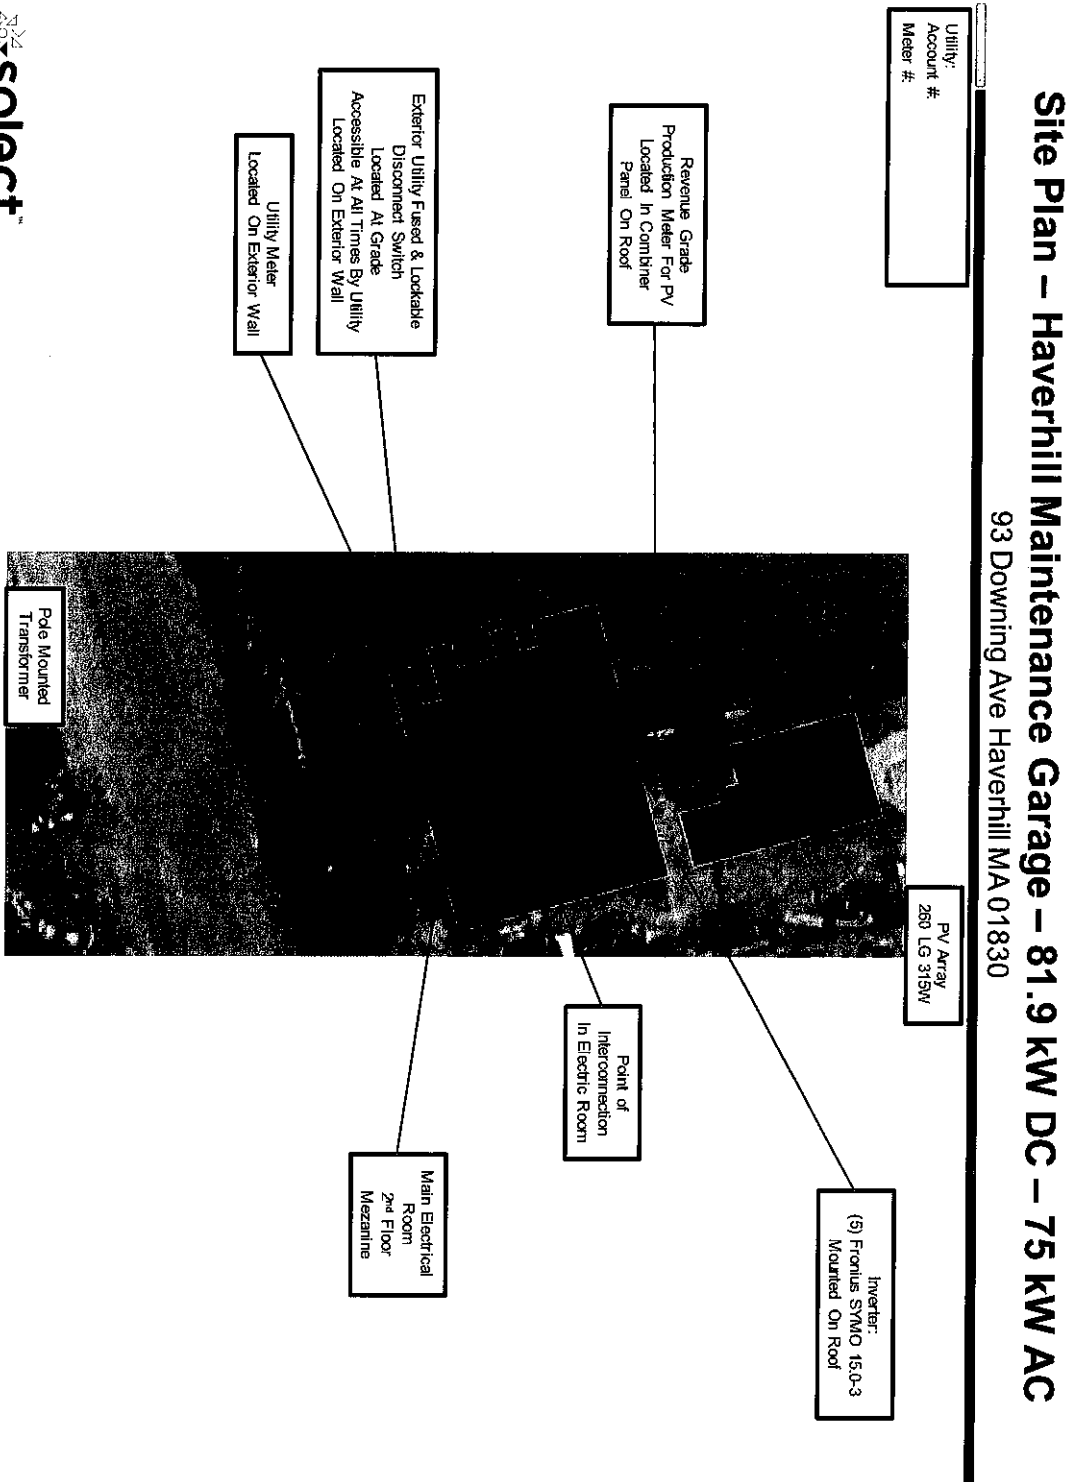 Site Plan – Haverhill Maintenance Garage – 81.9 kW DC – 75 kW AC
93 Downing Ave Haverhill MA 01830
Utility:
Account #:
Meter #:
Revenue Grade
Production Meter For PV
Located In Combiner
Panel On Roof
Exterior Utility Fused & Lockable
Disconnect Switch
Located At Grade
Accessible At All Times By Utility
Located On Exterior Wall
Utility Meter
Located On Exterior Wall
PV Array
260 LG 315W
Inverter:
(5) Fronius SYMO 15.0-3
Mounted On Roof
Point of
Interconnection
In Electric Room
Main Electrical
Room
2nd Floor
Mezanine
Pole Mounted
Transformer
solect